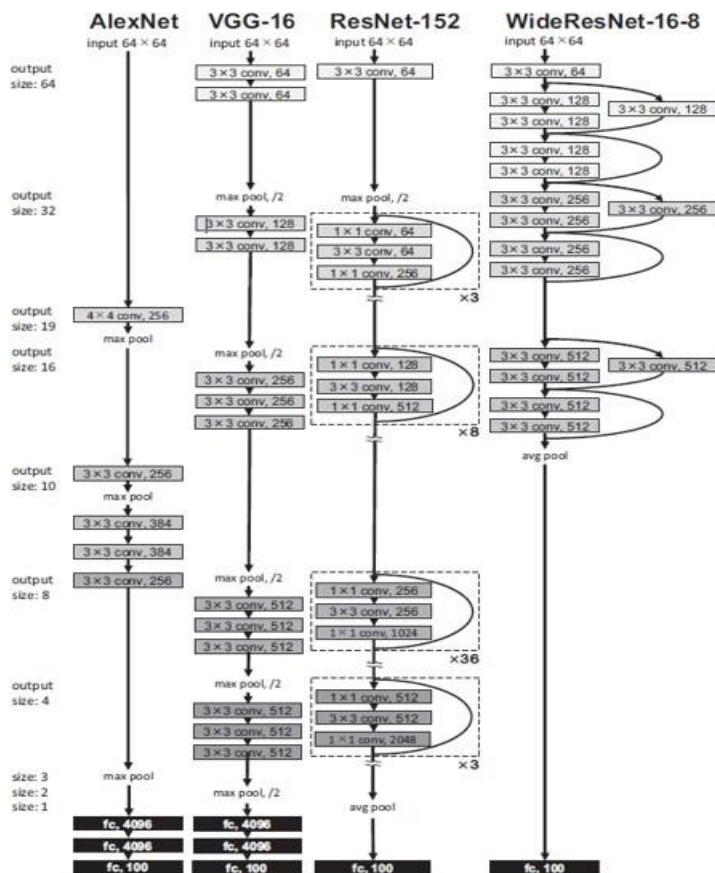 AlexNet
input 64×64
4×4 conv, 256
max pool
3×3 conv, 256
max pool
3×3 conv, 384
3×3 conv, 384
3×3 conv, 256
max pool
fc, 4096
fc, 4096
fc, 100
VGG-16
input 64×64
3×3 conv, 64
3×3 conv, 64
max pool, /2
3×3 conv, 128
3×3 conv, 128
max pool, /2
3×3 conv, 256
3×3 conv, 256
3×3 conv, 256
max pool, /2
3×3 conv, 512
3×3 conv, 512
3×3 conv, 512
max pool, /2
3×3 conv, 512
3×3 conv, 512
3×3 conv, 512
max pool, /2
fc, 4096
fc, 4096
fc, 100
ResNet-152
input 64×64
3×3 conv, 64
max pool, /2
1×1 conv, 64
3×3 conv, 64
1×1 conv, 256
×3
1×1 conv, 128
3×3 conv, 128
1×1 conv, 512
×8
1×1 conv, 256
3×3 conv, 256
1×1 conv, 1024
×36
1×1 conv, 512
3×3 conv, 512
1×1 conv, 2048
×3
avg pool
fc, 100
WideResNet-16-8
input 64×64
3×3 conv, 64
3×3 conv, 128
3×3 conv, 128
3×3 conv, 128
3×3 conv, 128
3×3 conv, 128
3×3 conv, 256
3×3 conv, 256
3×3 conv, 256
3×3 conv, 256
3×3 conv, 256
3×3 conv, 512
3×3 conv, 512
3×3 conv, 512
3×3 conv, 512
3×3 conv, 512
avg pool
fc, 100
output
size: 64
output
size: 32
output
size: 19
output
size: 16
output
size: 10
output
size: 8
output
size: 4
size: 3
size: 2
size: 1